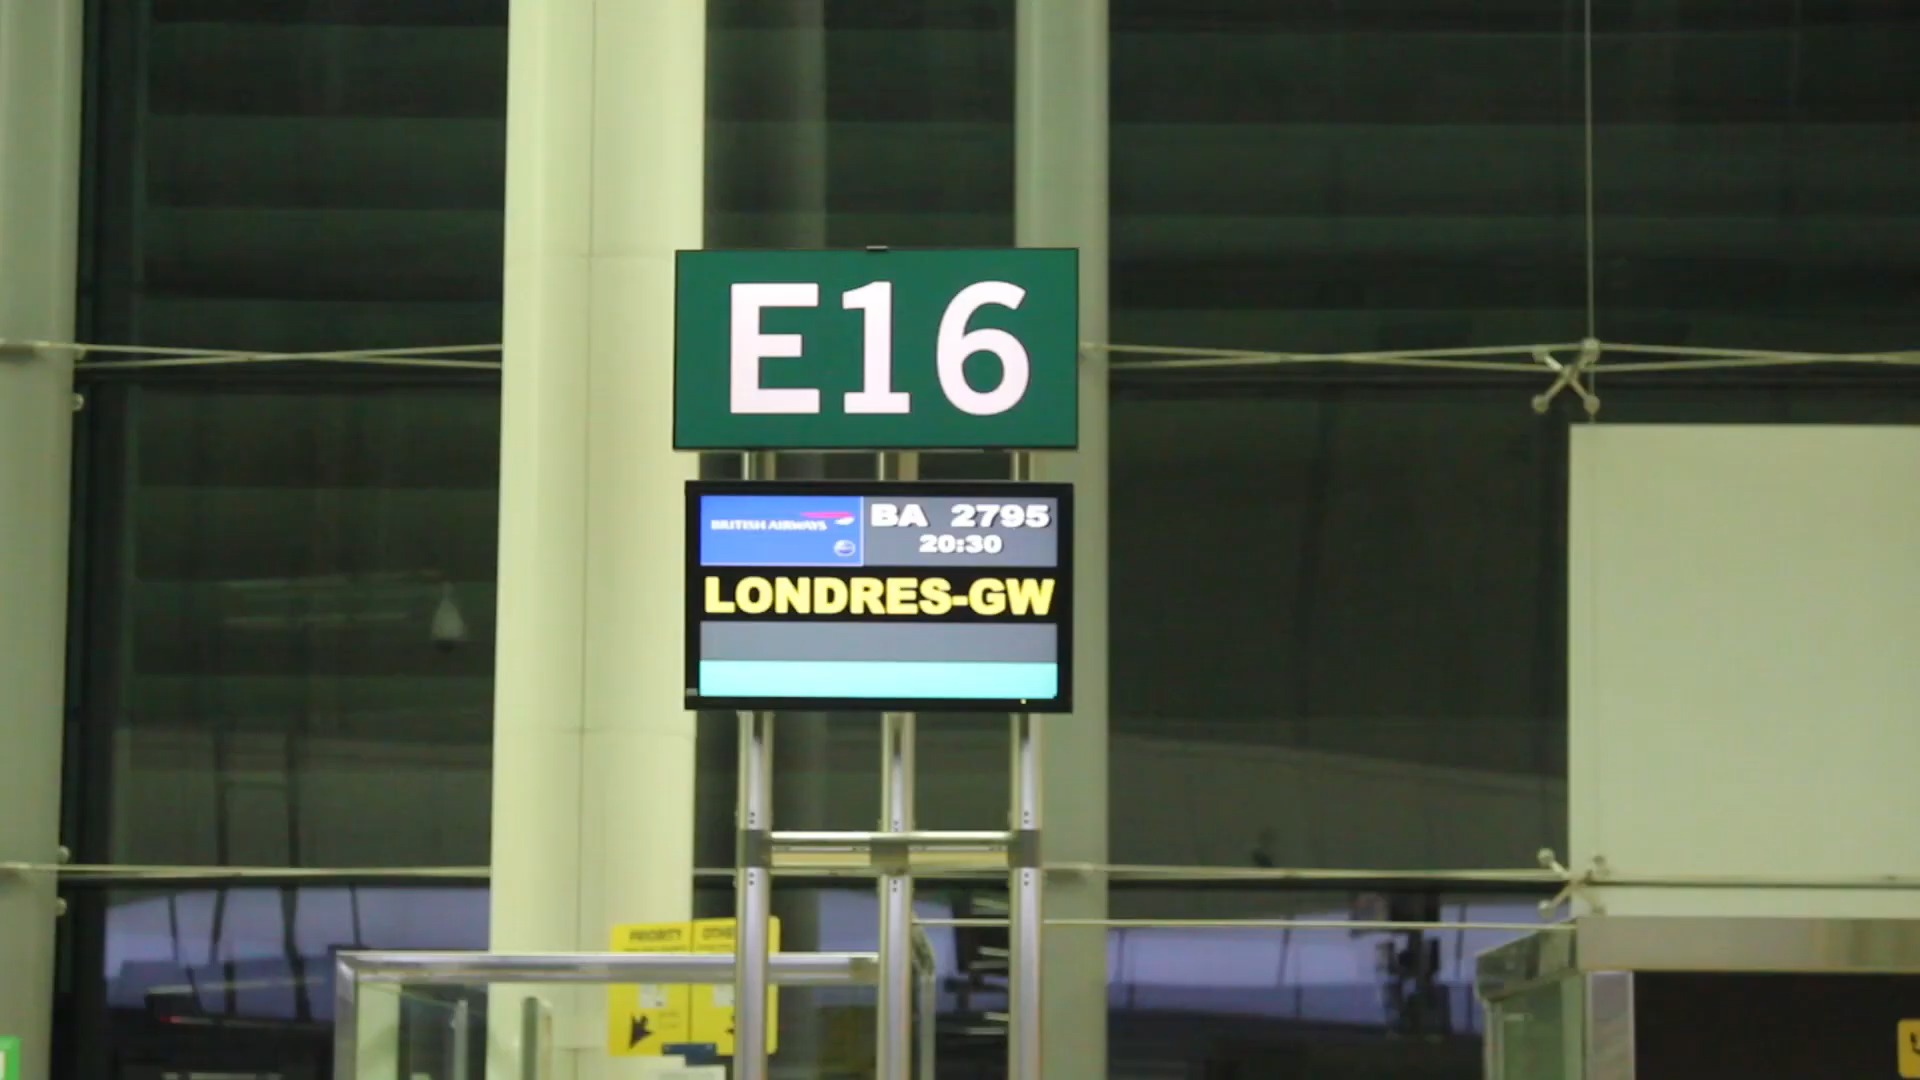 E16
BRITISH AIRWAYS
BA 2795
20:30
LONDRES-GW
PRIORITY